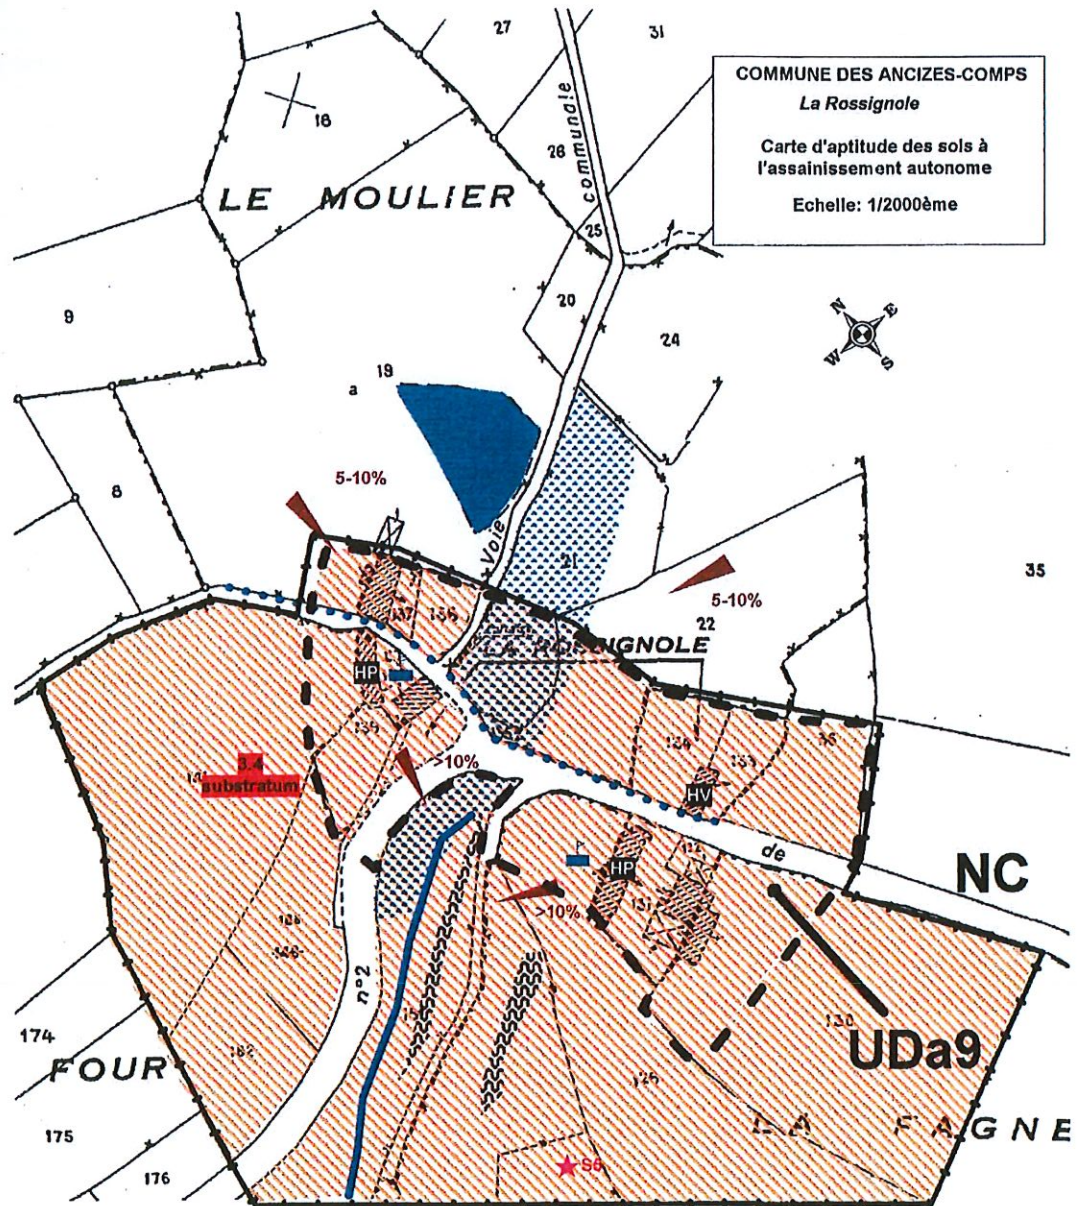 COMMUNE DES ANCIZES-COMPS
La Rossignole
Carte d'aptitude des sols à
l'assainissement autonome
Echelle: 1/2000ème
27
31
18
28
communale
LE MOULIER
25
N
E
W
S
20
9
24
19
a
8
5-10%
Voie
21
35
5-10%
22
137
136
HP
3.4
substratum
>10%
134
133
HV
de
HP
131
>10%
NC
n°2
174
FOUR
130
UDa9
162
126
LA FAGNE
175
176
S6